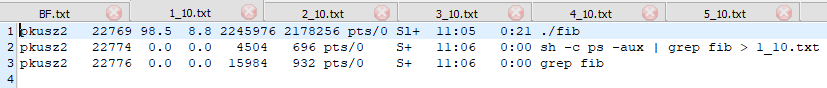 BF.txt 1_10.txt 2_10.txt 3_10.txt 4_10.txt 5_10.txt
1 pkusz2 22769 98.5 8.8 2245976 2178256 pts/0 Sl+ 11:05 0:21 ./fib
2 pkusz2 22774 0.0 0.0 4504 696 pts/0 S+ 11:06 0:00 sh -c ps -aux | grep fib > 1_10.txt
3 pkusz2 22776 0.0 0.0 15984 932 pts/0 S+ 11:06 0:00 grep fib
4